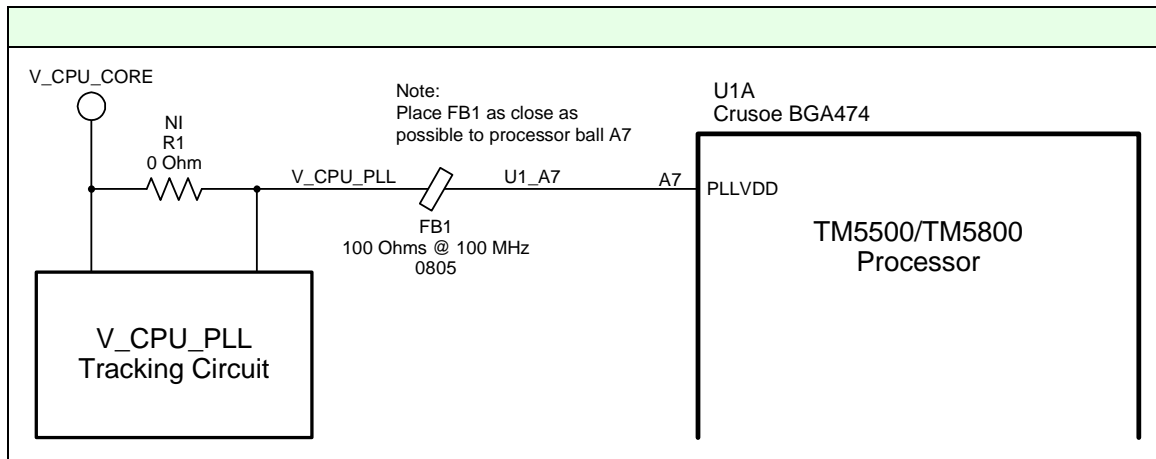 V_CPU_CORE
NI
R1
0 Ohm
Note:
Place FB1 as close as
possible to processor ball A7
U1A
Crusoe BGA474
V_CPU_PLL
U1_A7
A7
PLLVDD
FB1
100 Ohms @ 100 MHz
0805
TM5500/TM5800
Processor
V_CPU_PLL
Tracking Circuit